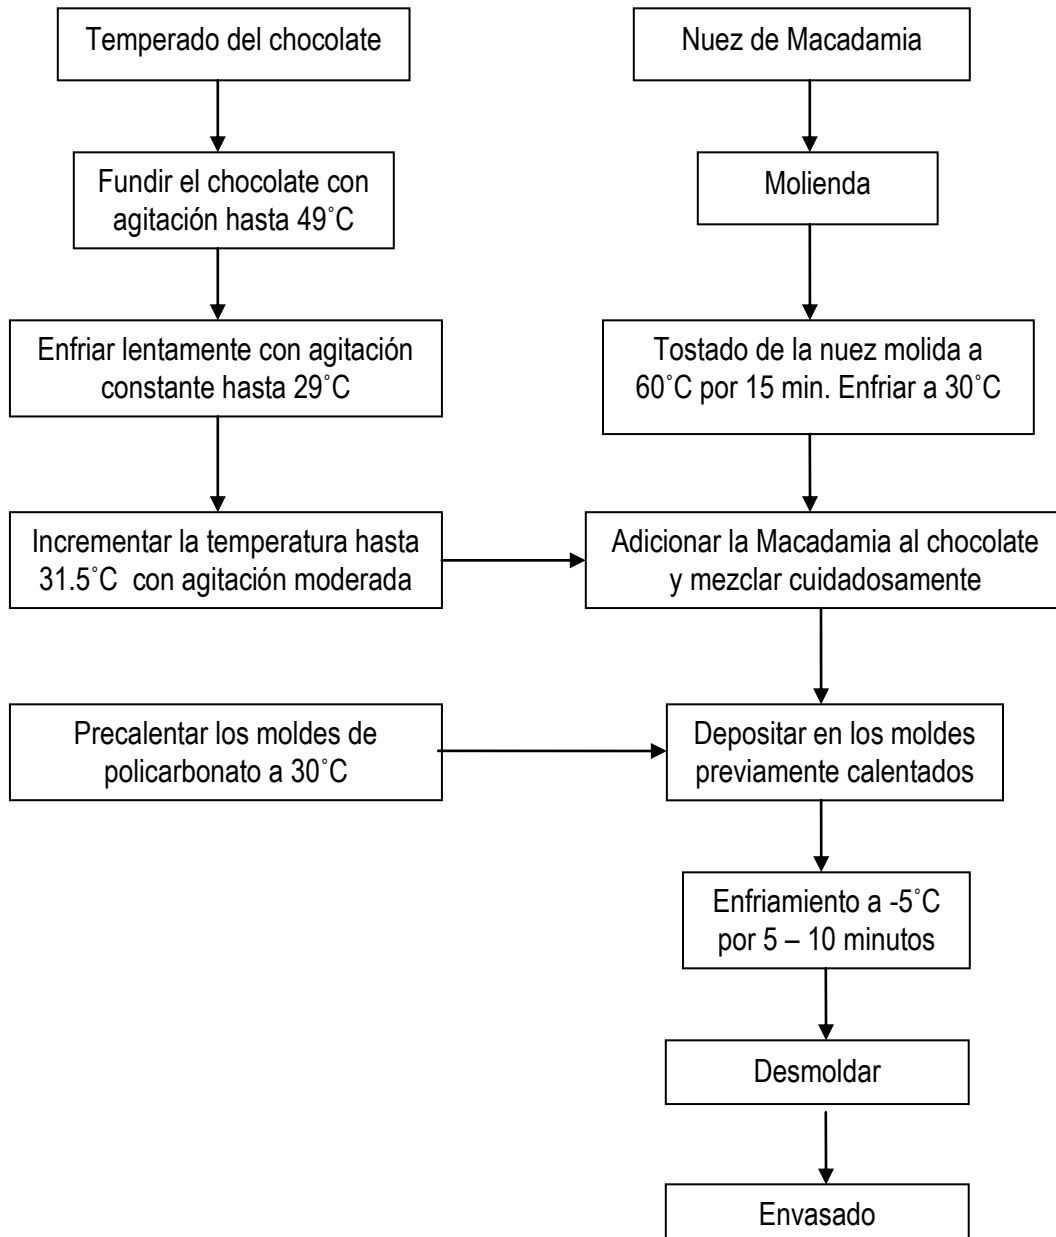 Temperado del chocolate
Nuez de Macadamia
Fundir el chocolate con
agitación hasta 49˚C
Molienda
Enfriar lentamente con agitación
constante hasta 29˚C
Tostado de la nuez molida a
60˚C por 15 min. Enfriar a 30˚C
Incrementar la temperatura hasta
31.5˚C  con agitación moderada
Adicionar la Macadamia al chocolate
y mezclar cuidadosamente
Precalentar los moldes de
policarbonato a 30˚C
Depositar en los moldes
previamente calentados
Enfriamiento a -5˚C
por 5 – 10 minutos
Desmoldar
Envasado